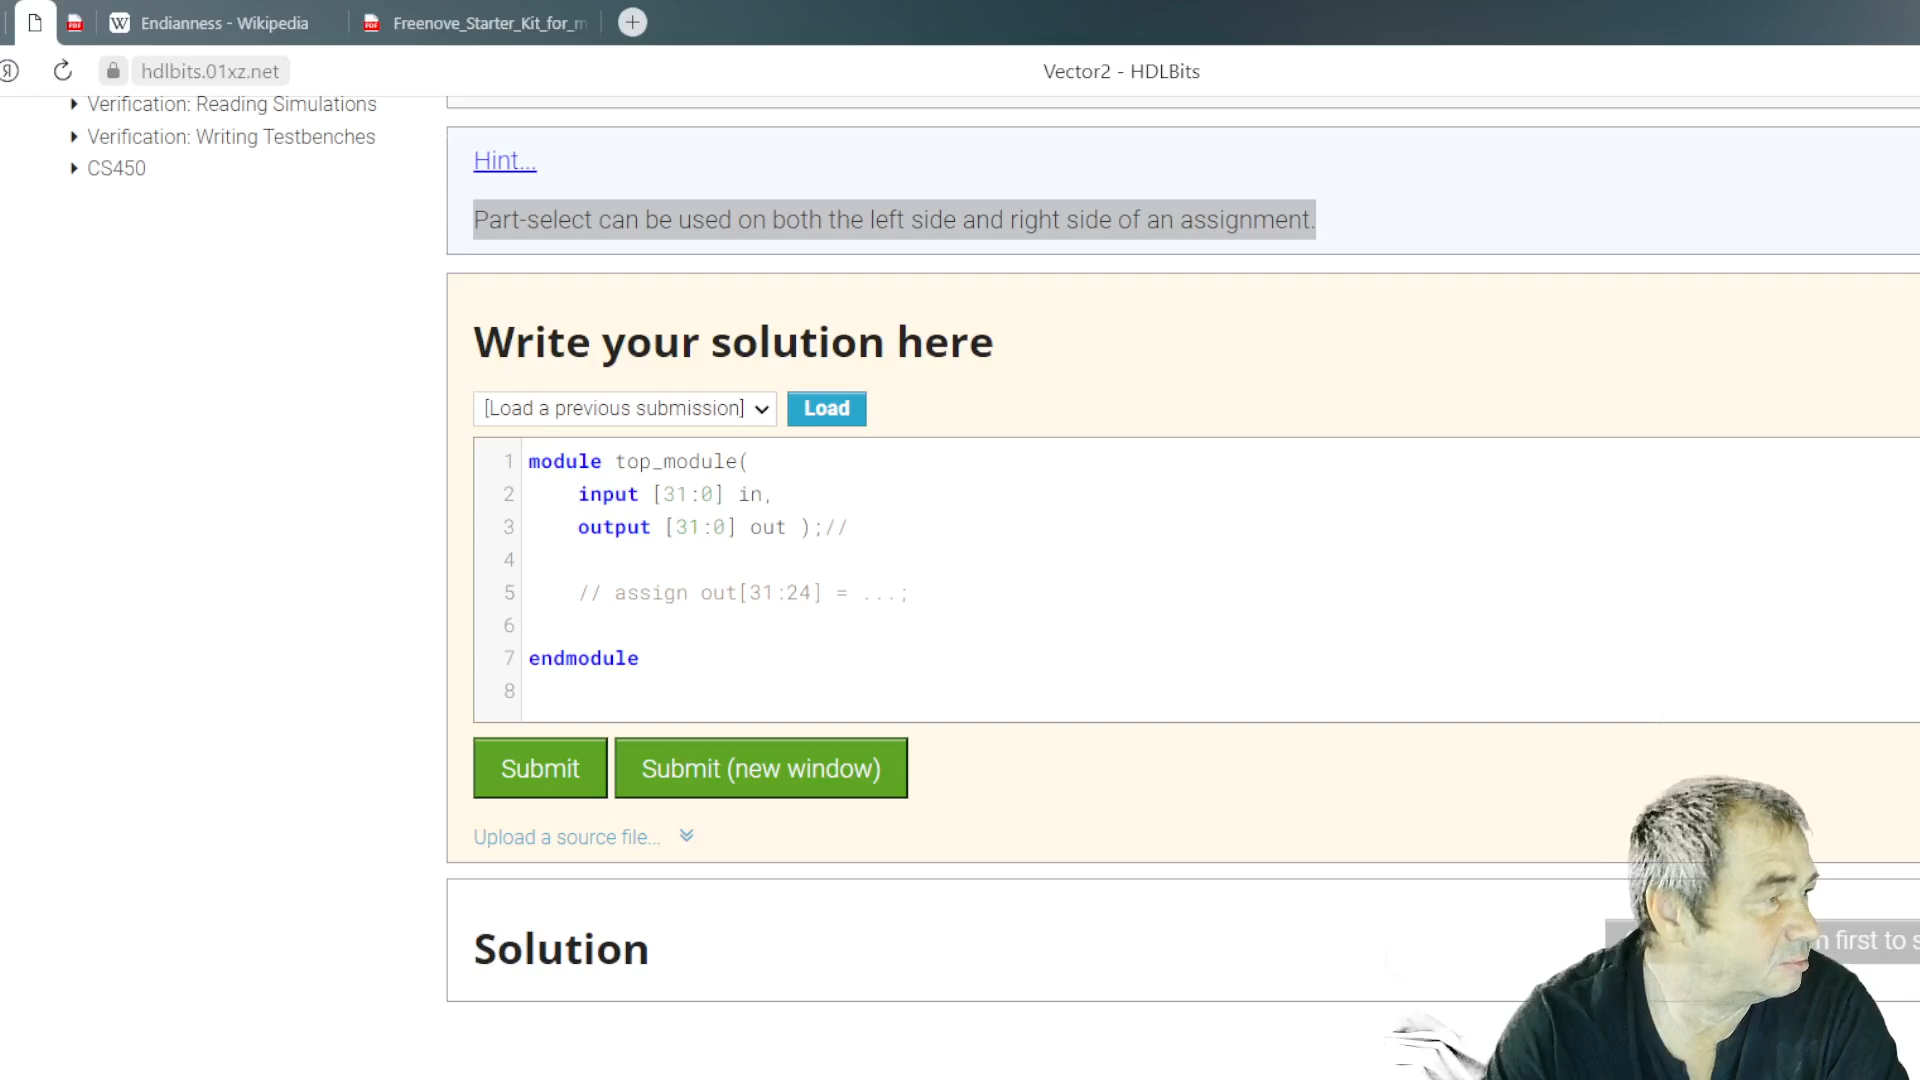 Endianness - Wikipedia
Freenove_Starter_Kit_for_m
hdlbits.01xz.net
Vector2 - HDLBits
Verification: Reading Simulations
Verification: Writing Testbenches
CS450
Hint...
Part-select can be used on both the left side and right side of an assignment.
Write your solution here
[Load a previous submission]
Load
1 module top_module(
2 input [31:0] in,
3 output [31:0] out );//
4
5 // assign out[31:24] = ...;
6
7 endmodule
8
Submit
Submit (new window)
Upload a source file...
Solution
first to s